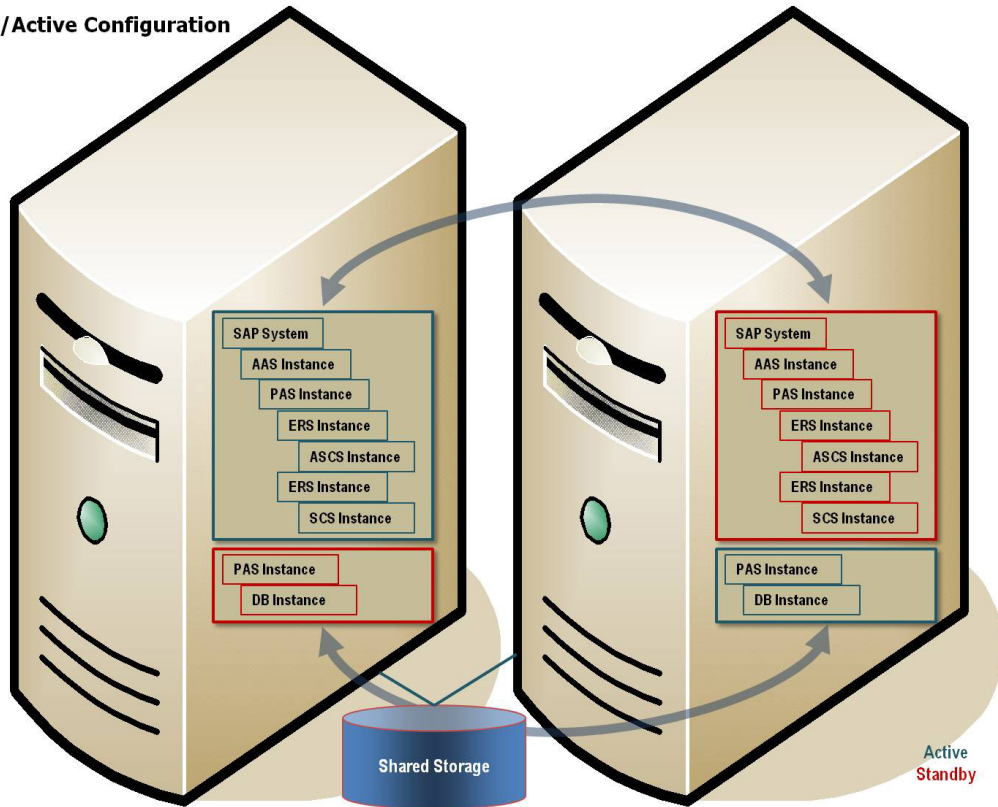 /Active Configuration
SAP System
AAS Instance
PAS Instance
ERS Instance
ASCS Instance
ERS Instance
SCS Instance
PAS Instance
DB Instance
SAP System
AAS Instance
PAS Instance
ERS Instance
ASCS Instance
ERS Instance
SCS Instance
PAS Instance
DB Instance
Shared Storage
Active
Standby